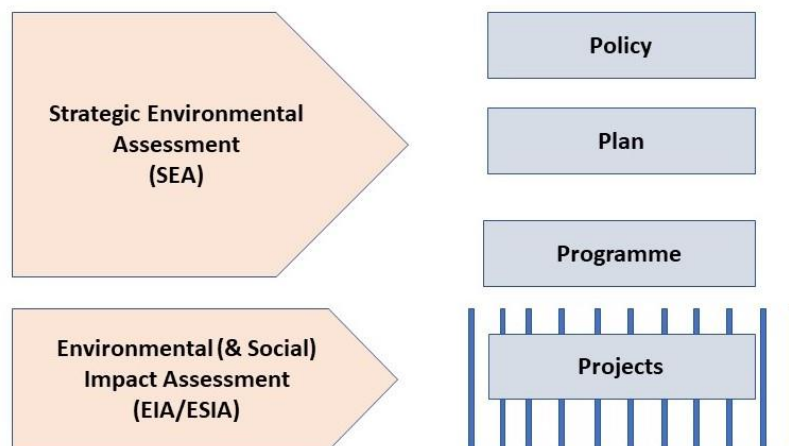 Strategic Environmental
Assessment
(SEA)
Policy
Plan
Programme
Environmental (& Social)
Impact Assessment
(EIA/ESIA)
Projects